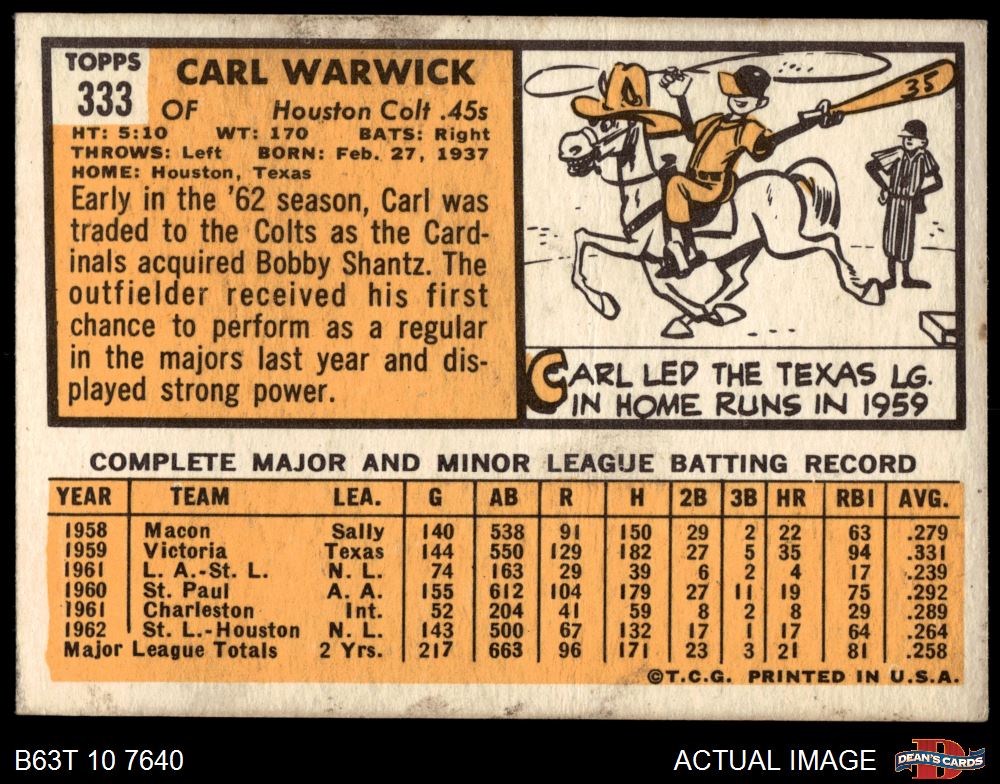 TOPPS
333
CARL WARWICK
OF Houston Colt .45s
HT: 5:10 WT: 170 BATS: Right
THROWS: Left BORN: Feb. 27, 1937
HOME: Houston, Texas
Early in the '62 season, Carl was
traded to the Colts as the Card-
inals acquired Bobby Shantz. The
outfielder received his first
chance to perform as a regular
in the majors last year and dis-
played strong power.
35
CARL LED THE TEXAS LG.
IN HOME RUNS IN 1959
COMPLETE MAJOR AND MINOR LEAGUE BATTING RECORD
YEAR TEAM LEA. G AB R H 2B 3B HR RBI AVG.
1958 Macon Sally 140 538 91 150 29 2 22 63 .279
1959 Victoria Texas 144 550 129 182 27 5 35 94 .331
1961 L. A.-St. L. N. L. 74 163 29 39 6 2 4 17 .239
1960 St. Paul A. A. 155 612 104 179 27 11 19 75 .292
1961 Charleston Int. 52 204 41 59 8 2 8 29 .289
1962 St. L.-Houston N. L. 143 500 67 132 17 1 17 64 .264
Major League Totals 2 Yrs. 217 663 96 171 23 3 21 81 .258
©T.C.G. PRINTED IN U.S.A.
B63T 10 7640
ACTUAL IMAGE
D
DEAN'S CARDS